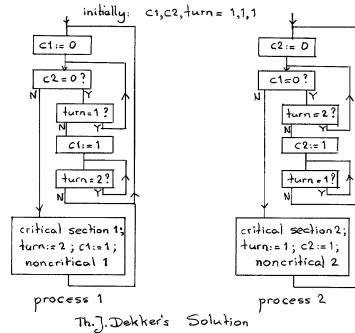 initially: c1,c2,turn = 1,1,1
c1:= 0
c2=0?
N
Y
turn=1?
N
Y
c1:=1
turn=2?
N
Y
critical section 1;
turn:=2; c1:=1;
noncritical 1
process 1
c2:= 0
c1=0?
N
Y
turn=2?
N
Y
c2:=1
turn=1?
N
Y
critical section 2;
turn:=1; c2:=1;
noncritical 2
process 2
Th.J.Dekker's Solution